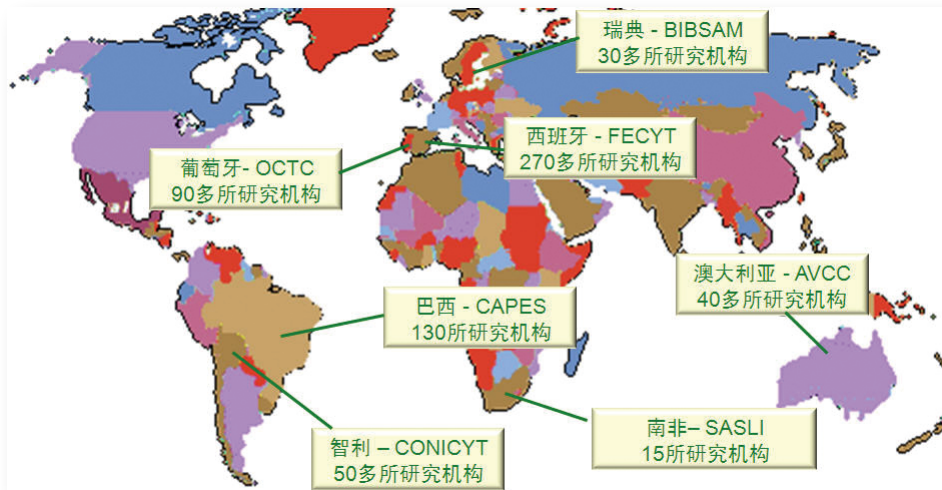 瑞典 - BIBSAM
30多所研究机构
西班牙 - FECYT
270多所研究机构
葡萄牙- OCTC
90多所研究机构
澳大利亚 - AVCC
40多所研究机构
巴西 - CAPES
130所研究机构
南非– SASLI
15所研究机构
智利 – CONICYT
50多所研究机构